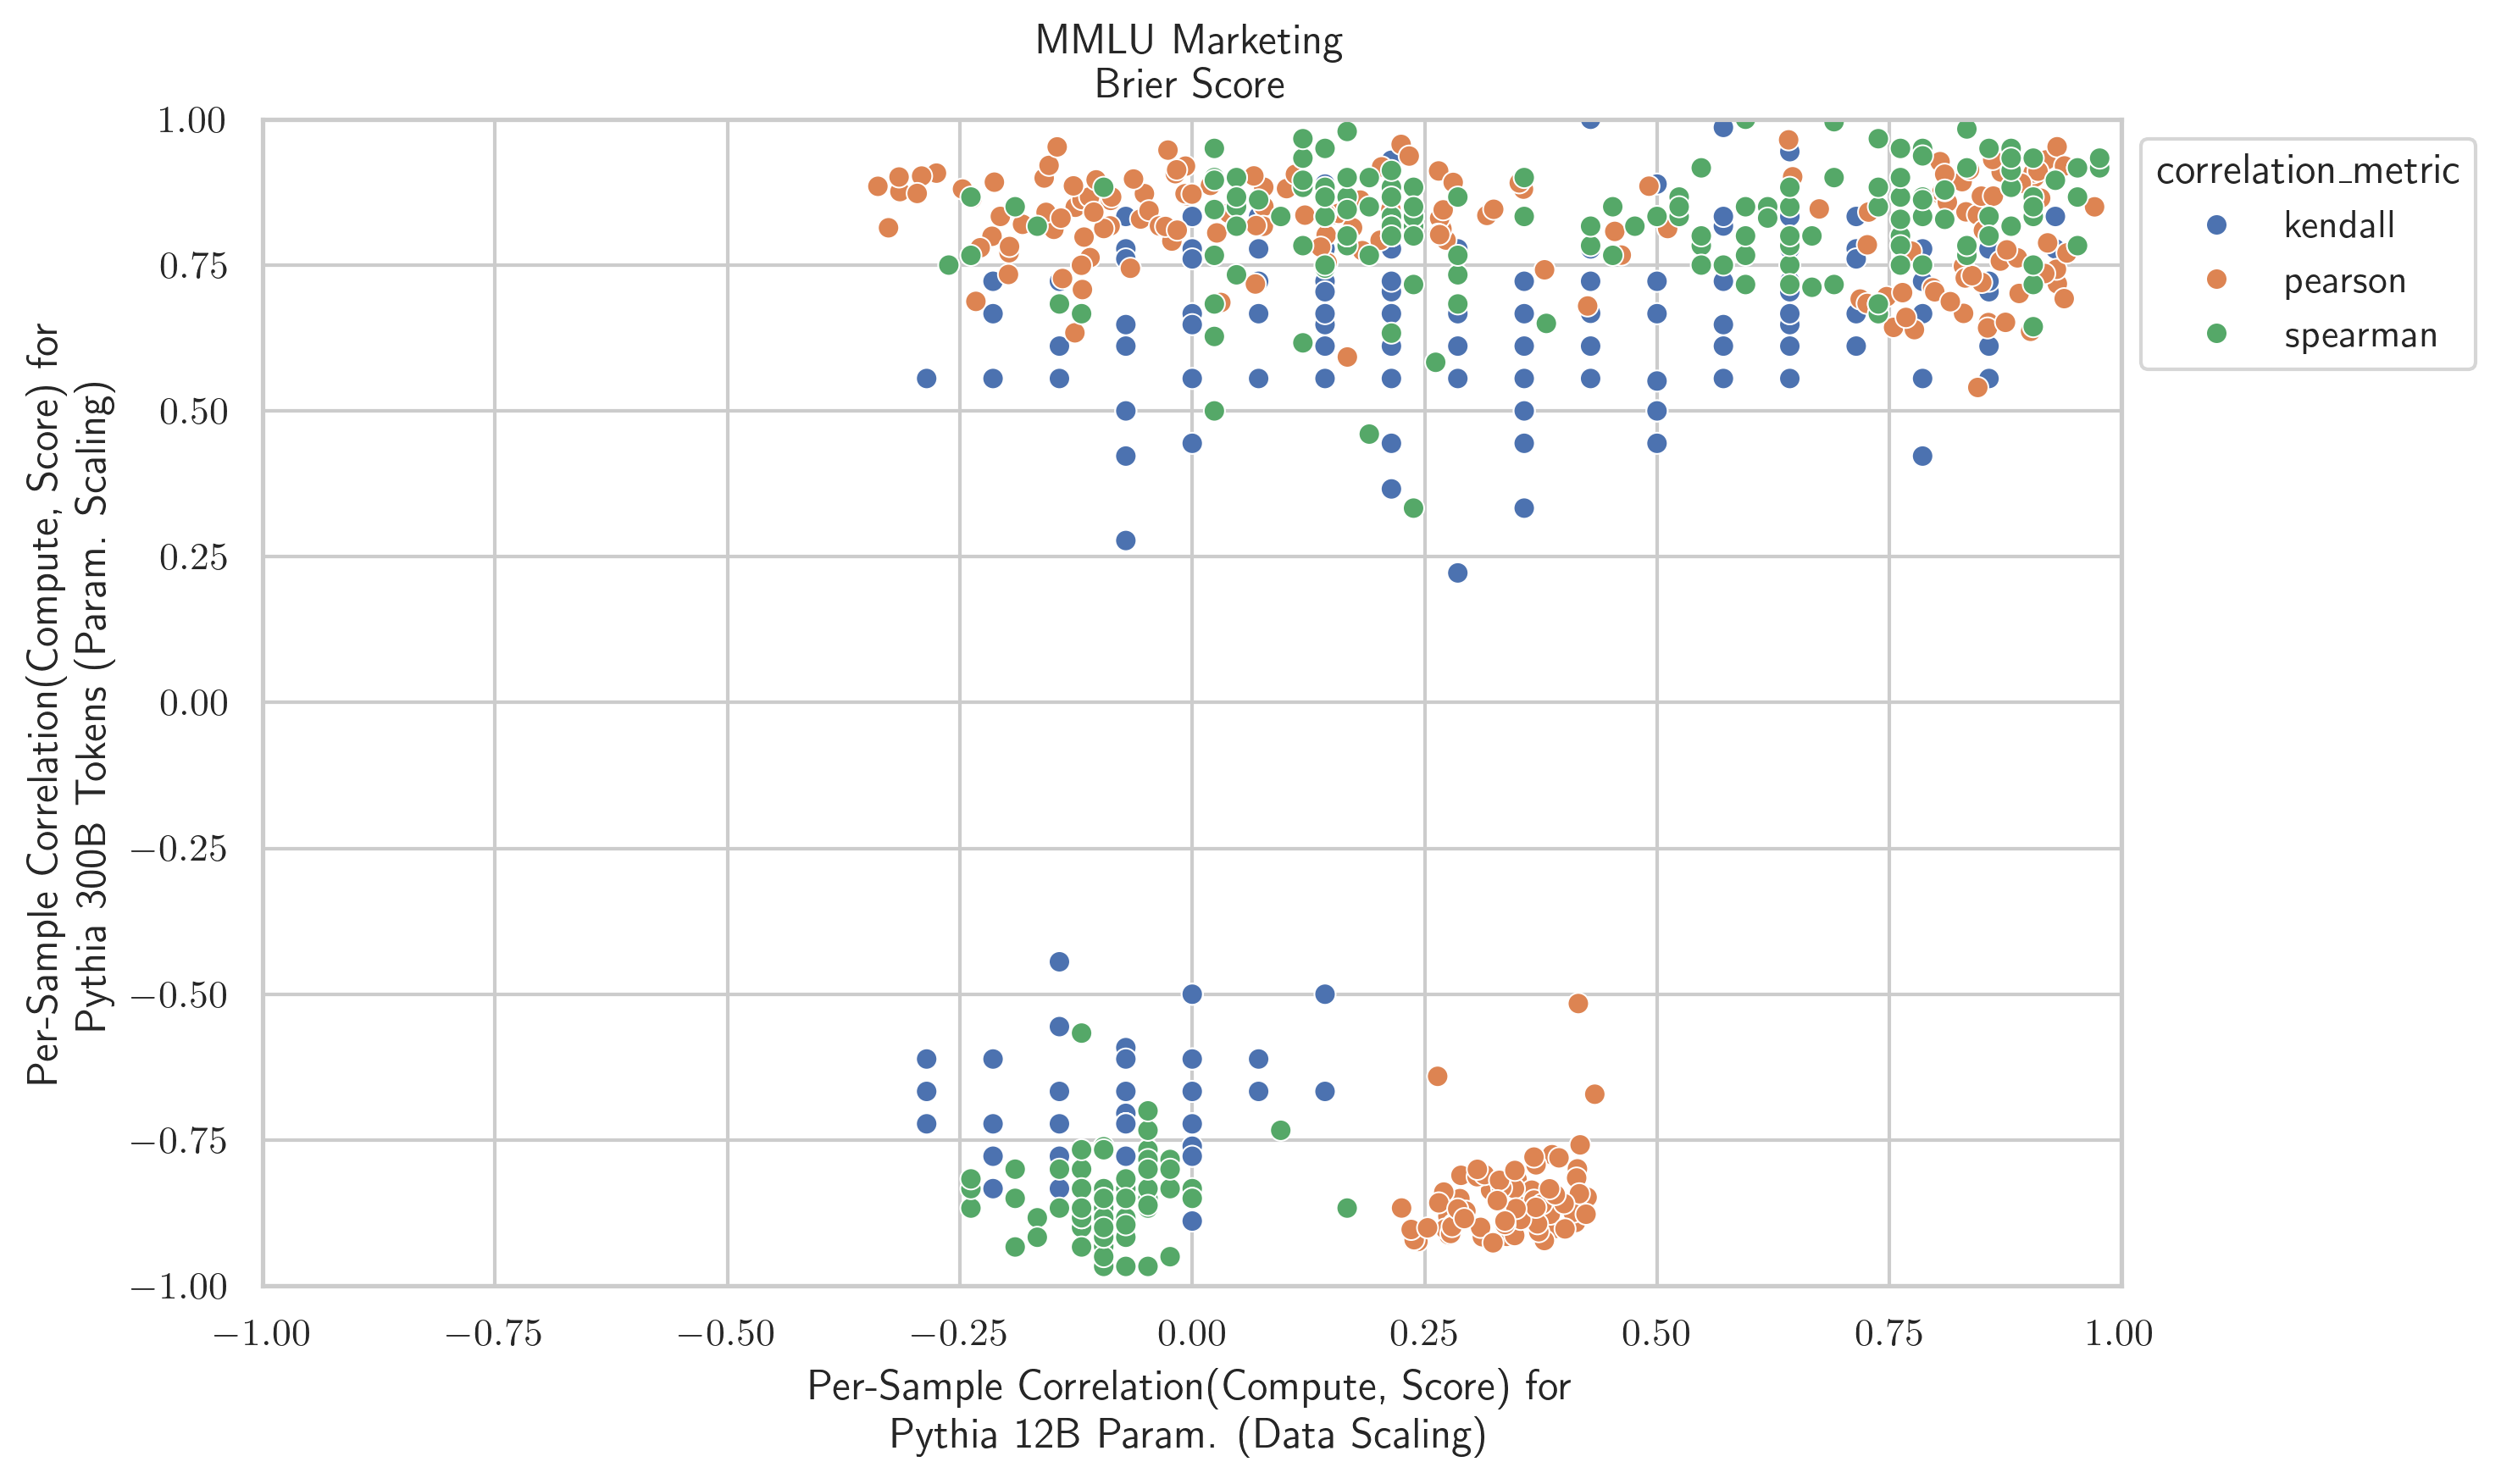 MMLU Marketing
Brier Score
Per-Sample Correlation(Compute, Score) for
Pythia 300B Tokens (Param. Scaling)
1.00
0.75
0.50
0.25
0.00
−0.25
−0.50
−0.75
−1.00
−1.00 −0.75 −0.50 −0.25 0.00 0.25 0.50 0.75 1.00
Per-Sample Correlation(Compute, Score) for
Pythia 12B Param. (Data Scaling)
correlation_metric
kendall
pearson
spearman